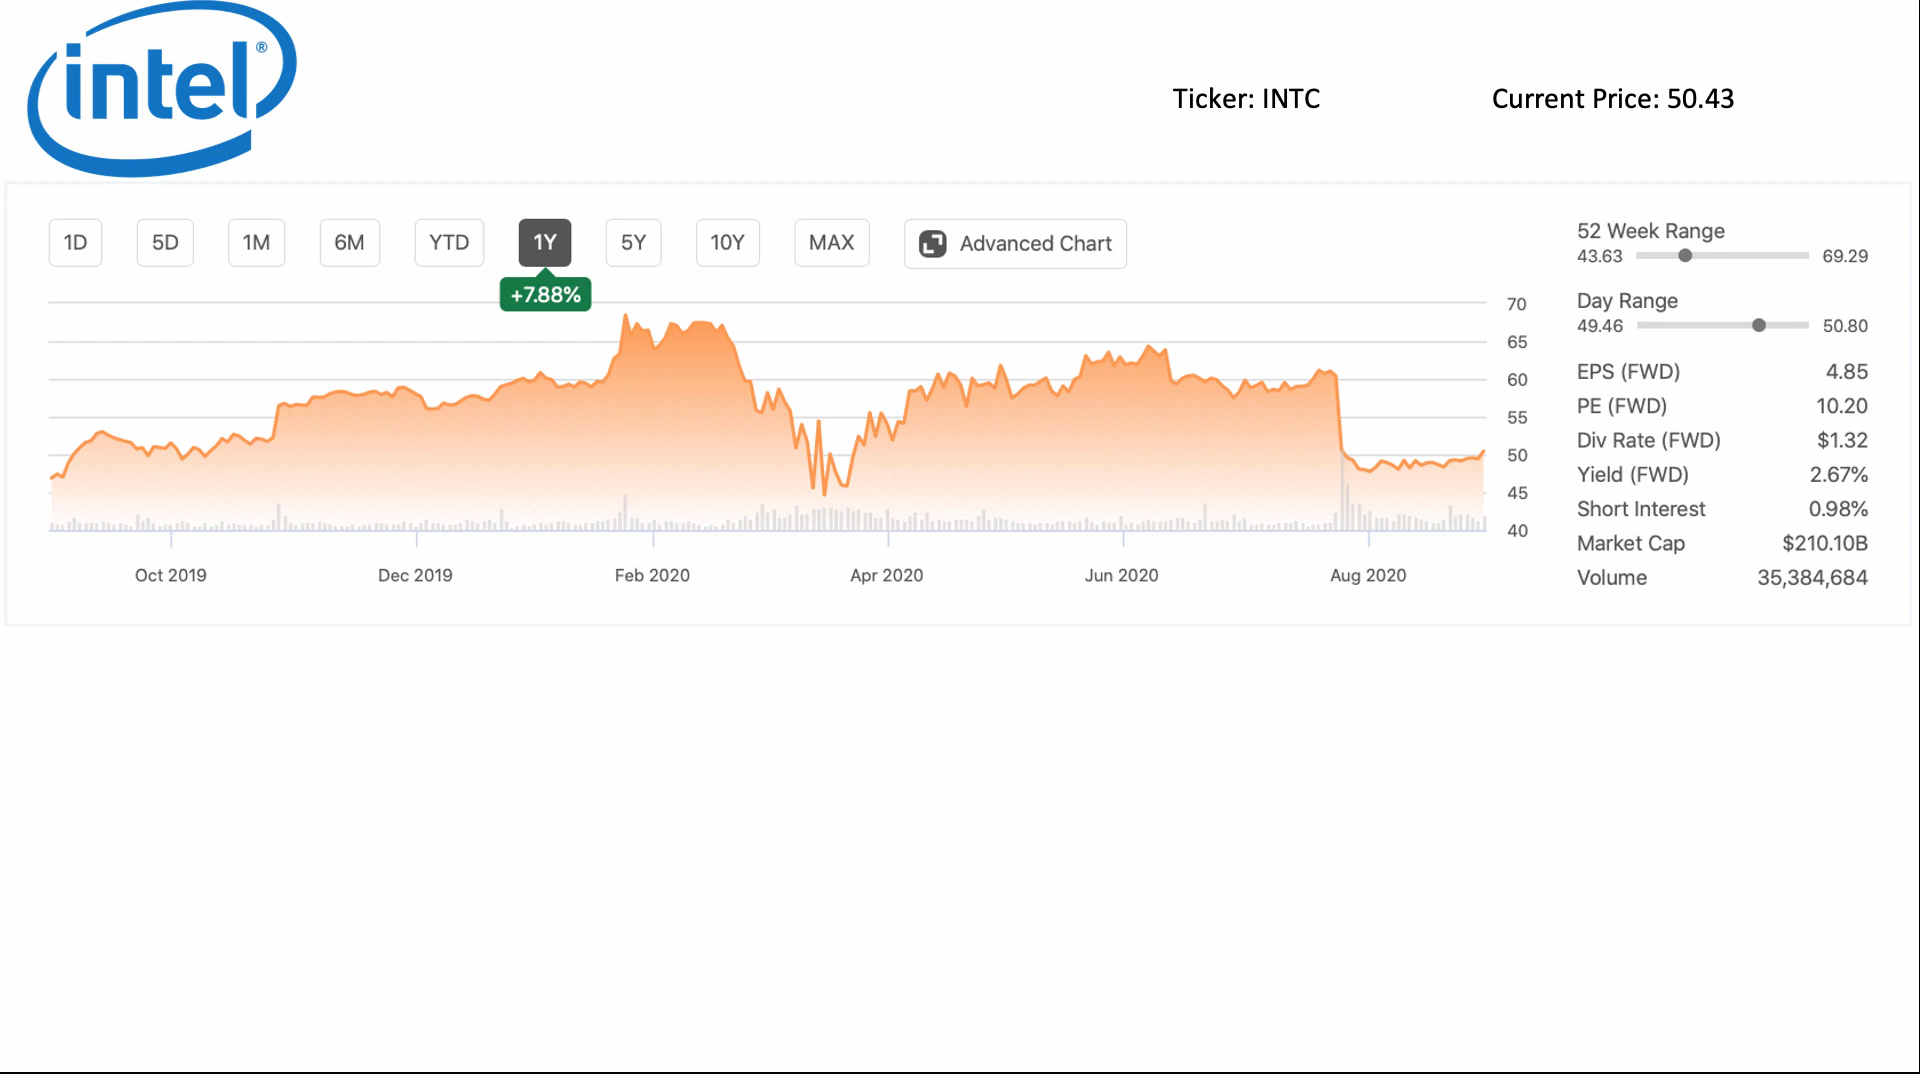 intel®
Ticker: INTC
Current Price: 50.43
1D 5D 1M 6M YTD 1Y 5Y 10Y MAX Advanced Chart
+7.88%
70
65
60
55
50
45
40
Oct 2019 Dec 2019 Feb 2020 Apr 2020 Jun 2020 Aug 2020
52 Week Range
43.63 69.29
Day Range
49.46 50.80
EPS (FWD) 4.85
PE (FWD) 10.20
Div Rate (FWD) $1.32
Yield (FWD) 2.67%
Short Interest 0.98%
Market Cap $210.10B
Volume 35,384,684